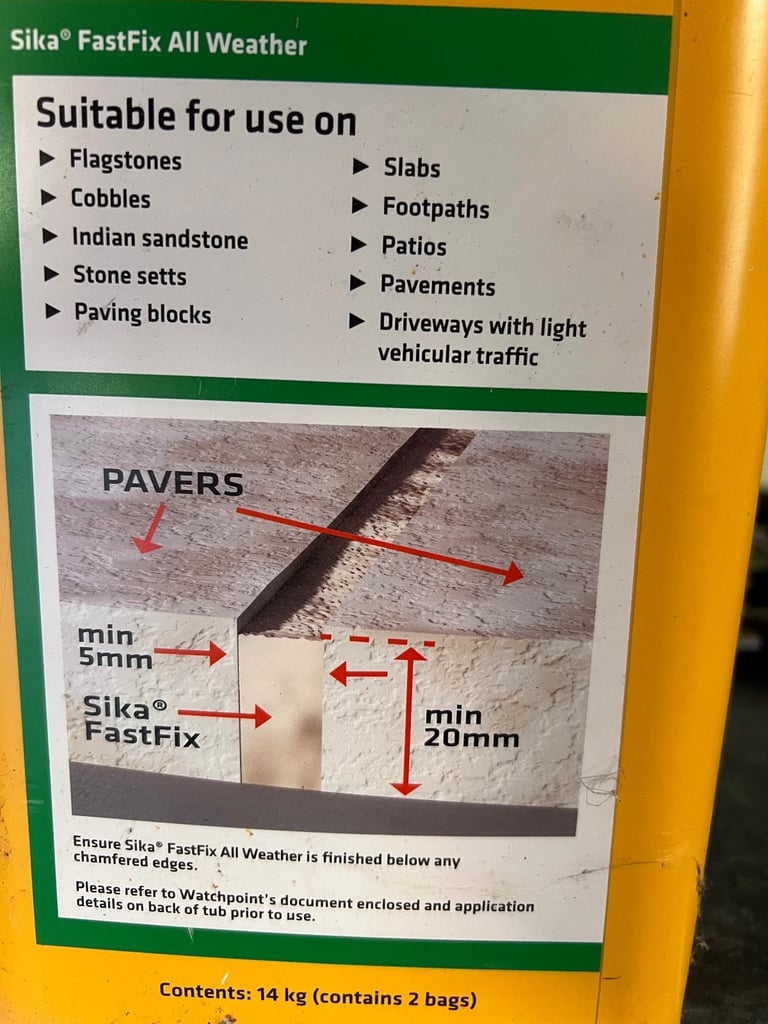 Sika® FastFix All Weather
Suitable for use on
► Flagstones
► Cobbles
► Indian sandstone
► Stone setts
► Paving blocks
► Slabs
► Footpaths
► Patios
► Pavements
► Driveways with light
vehicular traffic
PAVERS
min
5mm
Sika®
FastFix
min
20mm
Ensure Sika® FastFix All Weather is finished below any
chamfered edges.
Please refer to Watchpoint's document enclosed and application
details on back of tub prior to use.
Contents: 14 kg (contains 2 bags)